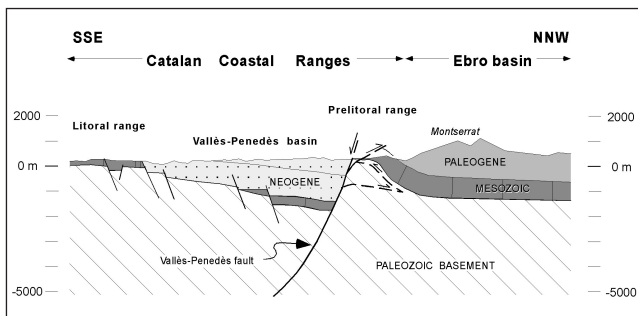 SSE NNW
Catalan Coastal Ranges Ebro basin
2000 Prelitoral range 2000
Litoral range Vallès-Penedès basin Montserrat
0 m PALEOGENE 0 m
NEOGENE MESOZOIC
Vallès-Penedès fault PALEOZOIC BASEMENT
-5000 -5000